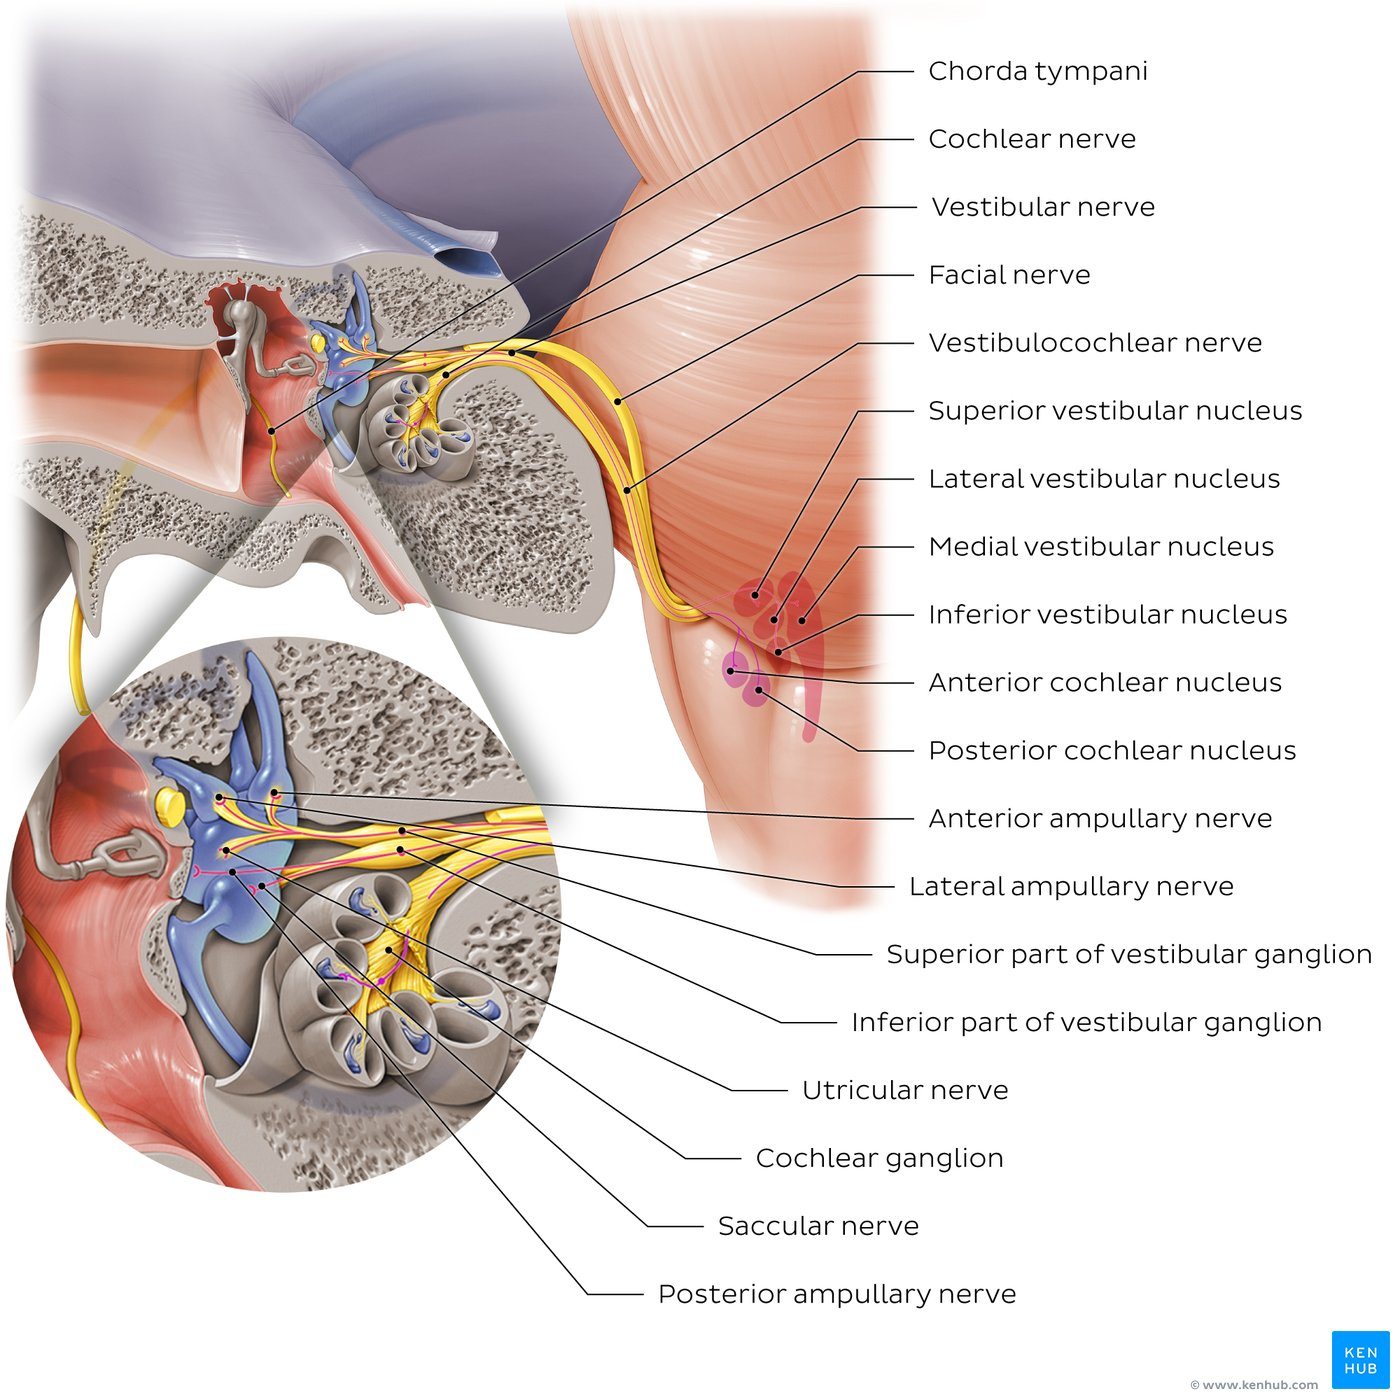 Chorda tympani
Cochlear nerve
Vestibular nerve
Facial nerve
Vestibulocochlear nerve
Superior vestibular nucleus
Lateral vestibular nucleus
Medial vestibular nucleus
Inferior vestibular nucleus
Anterior cochlear nucleus
Posterior cochlear nucleus
Anterior ampullary nerve
Lateral ampullary nerve
Superior part of vestibular ganglion
Inferior part of vestibular ganglion
Utricular nerve
Cochlear ganglion
Saccular nerve
Posterior ampullary nerve
KEN
HUB
© www.kenhub.com